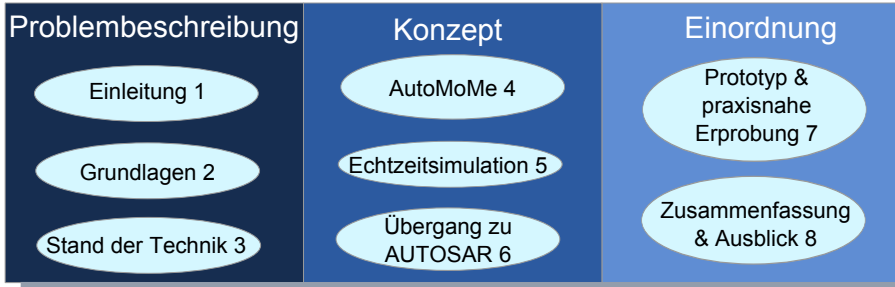 Problembeschreibung
Einleitung 1
Grundlagen 2
Stand der Technik 3
Konzept
AutoMoMe 4
Echtzeitsimulation 5
Übergang zu
AUTOSAR 6
Einordnung
Prototyp &
praxisnahe
Erprobung 7
Zusammenfassung
& Ausblick 8